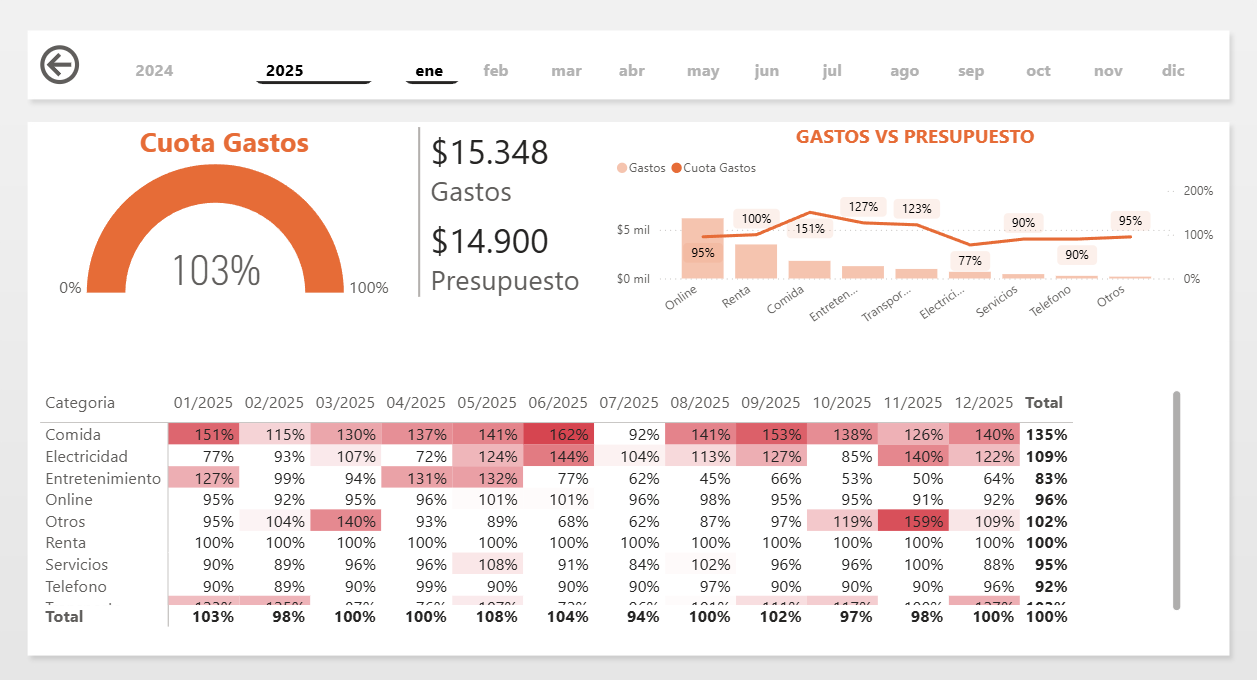 2024 2025 ene feb mar abr may jun jul ago sep oct nov dic
Cuota Gastos
0% 103% 100%
$15.348
Gastos
$14.900
Presupuesto
GASTOS VS PRESUPUESTO
Gastos Cuota Gastos
$5 mil
$0 mil
200%
100%
0%
95% 100% 151% 127% 123% 77% 90% 90% 95%
Online Renta Comida Entreten... Transpor... Electrici... Servicios Telefono Otros
Categoria 01/2025 02/2025 03/2025 04/2025 05/2025 06/2025 07/2025 08/2025 09/2025 10/2025 11/2025 12/2025 Total
Comida 151% 115% 130% 137% 141% 162% 92% 141% 153% 138% 126% 140% 135%
Electricidad 77% 93% 107% 72% 124% 144% 104% 113% 127% 85% 140% 122% 109%
Entretenimiento 127% 99% 94% 131% 132% 77% 62% 45% 66% 53% 50% 64% 83%
Online 95% 92% 95% 96% 101% 101% 96% 98% 95% 95% 91% 92% 96%
Otros 95% 104% 140% 93% 89% 68% 62% 87% 97% 119% 159% 109% 102%
Renta 100% 100% 100% 100% 100% 100% 100% 100% 100% 100% 100% 100% 100%
Servicios 90% 89% 96% 96% 108% 91% 84% 102% 96% 96% 100% 88% 95%
Telefono 90% 89% 90% 99% 90% 90% 90% 97% 90% 90% 90% 96% 92%
Total 103% 98% 100% 100% 108% 104% 94% 100% 102% 97% 98% 100% 100%